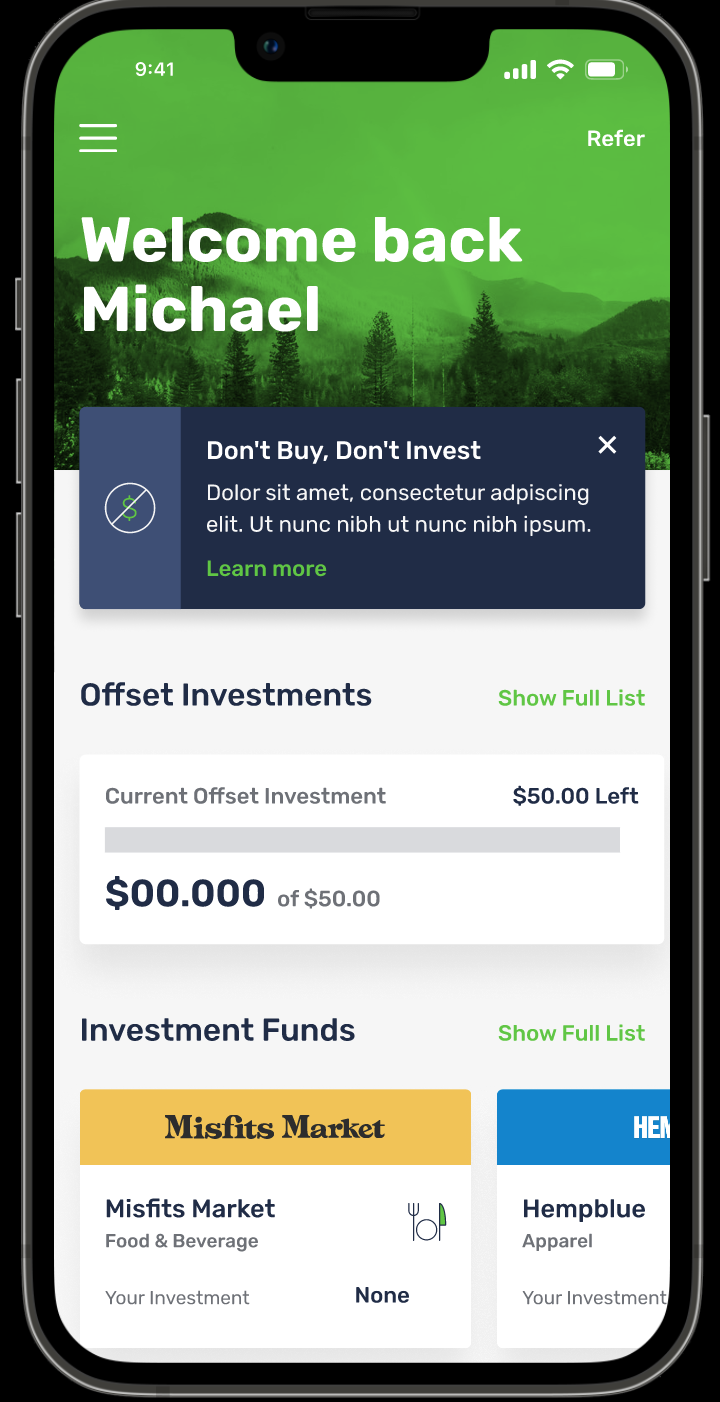 9:41
Refer
Welcome back
Michael
Don't Buy, Don't Invest
Dolor sit amet, consectetur adipiscing
elit. Ut nunc nibh ut nunc nibh ipsum.
Learn more
Offset Investments
Show Full List
Current Offset Investment
$50.00 Left
$00.000 of $50.00
Investment Funds
Show Full List
Misfits Market
HEM
Misfits Market
Food & Beverage
Your Investment
None
Hempblue
Apparel
Your Investment